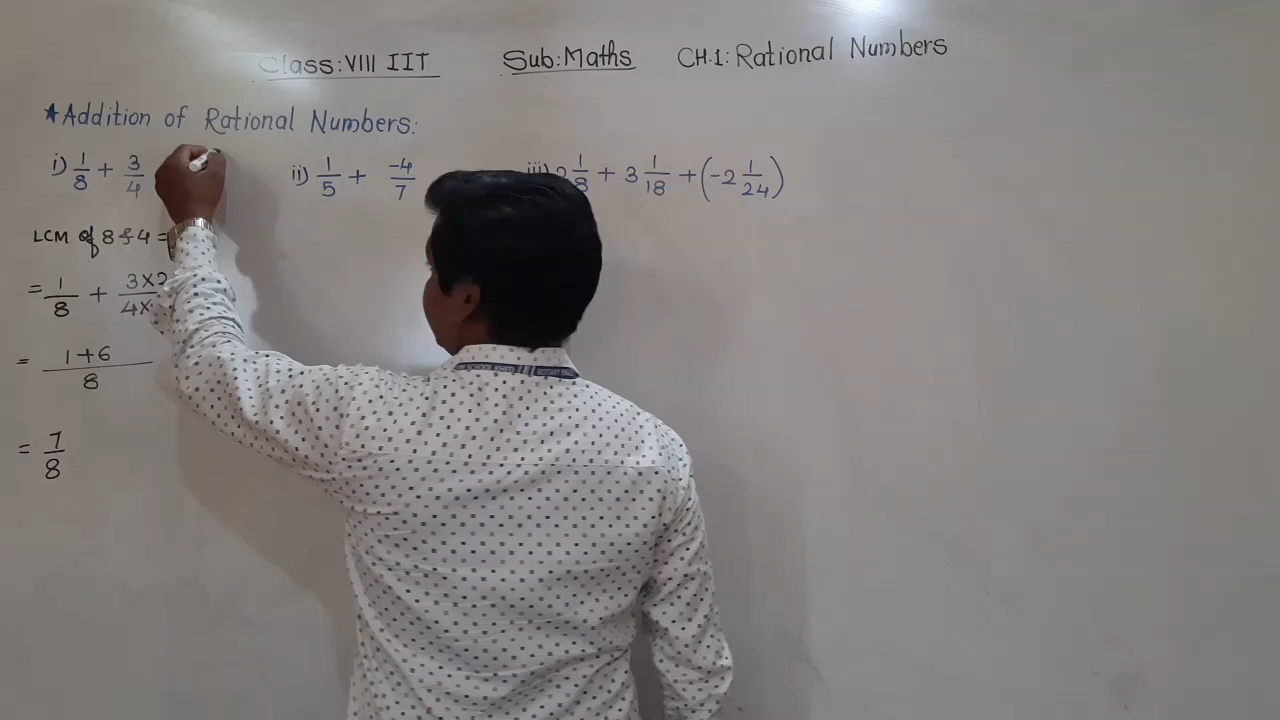 Class:VIII IIT Sub:Maths CH.1: Rational Numbers
★Addition of Rational Numbers:
i) 1/8 + 3/4 ii) 1/5 + -4/7 iii) 1/8 + 3 1/18 + (-2 1/24)
LCM of 8 & 4 =
= 1/8 + 3×2/4×
= 1+6/8
= 7/8